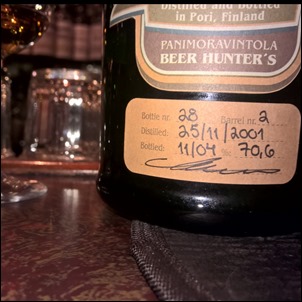 Distilled and Bottled
in Pori, Finland
PANIMORAVINTOLA
BEER HUNTER'S
Bottle nr. 28 Barrel nr. 2
Distilled: 25/11/2001
Bottled: 11/04 70,6